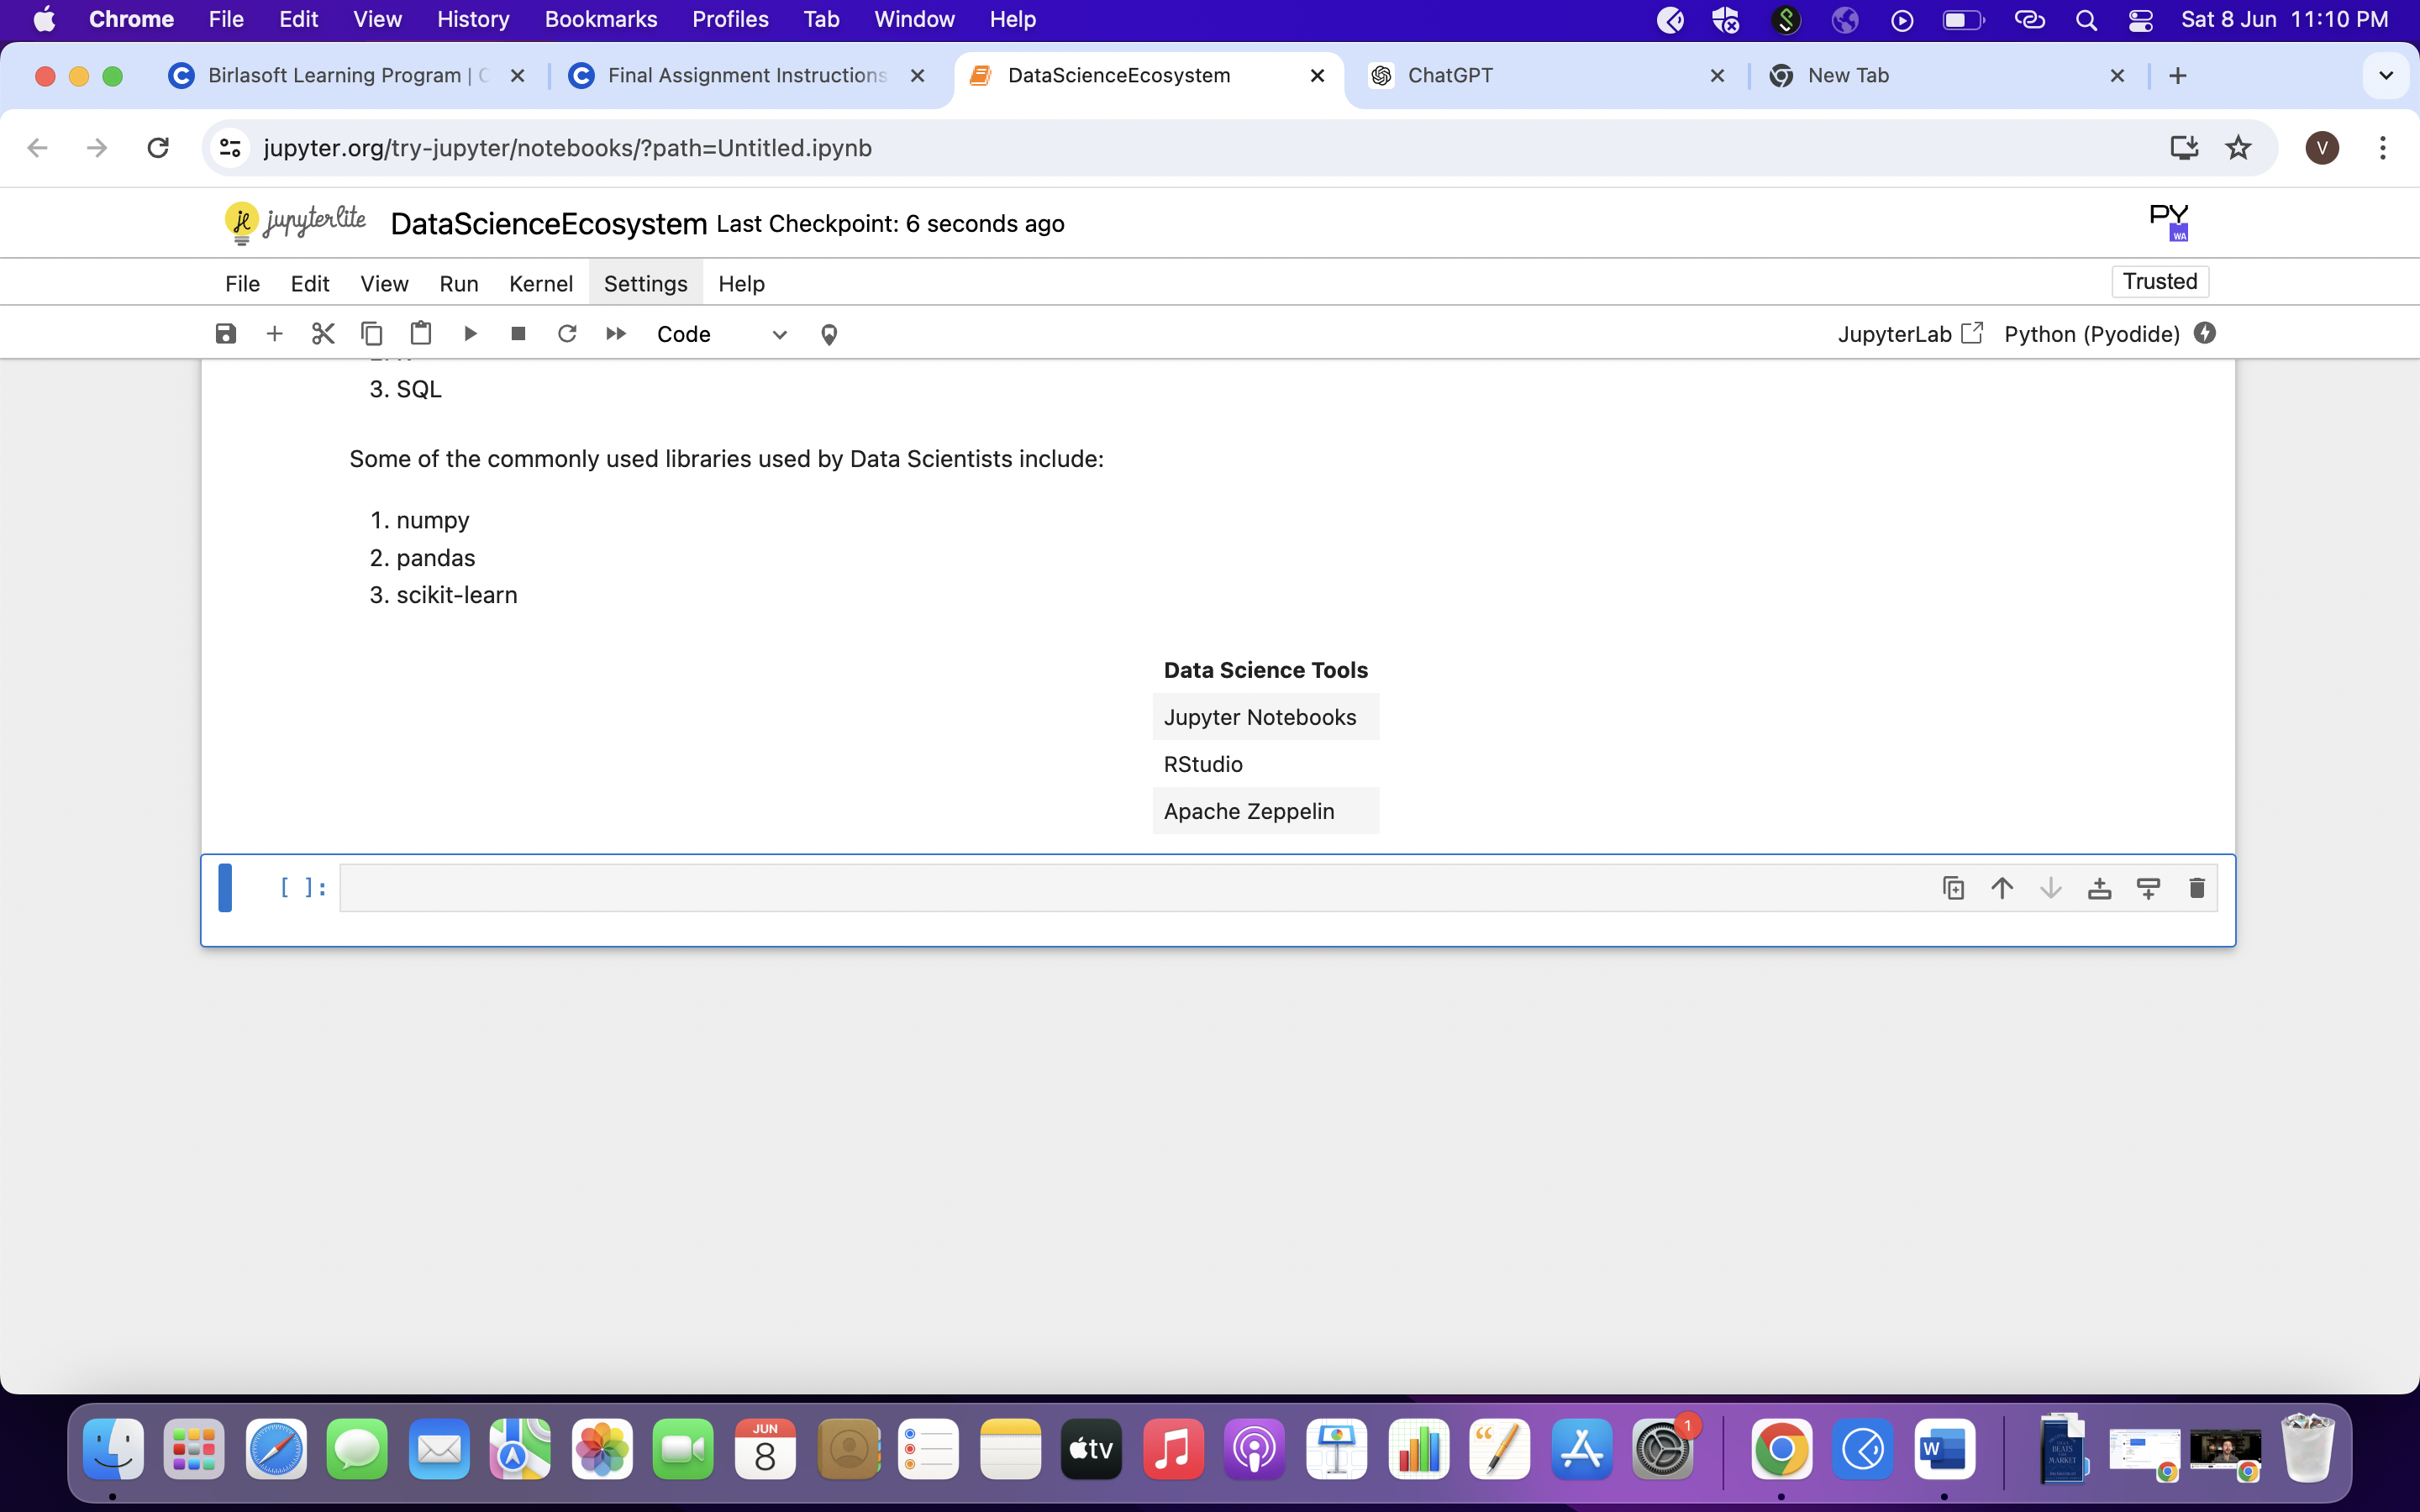 Chrome File Edit View History Bookmarks Profiles Tab Window Help Sat 8 Jun 11:10 PM
Birlasoft Learning Program | C Final Assignment Instructions DataScienceEcosystem ChatGPT New Tab
jupyter.org/try-jupyter/notebooks/?path=Untitled.ipynb V
jupyterlite DataScienceEcosystem Last Checkpoint: 6 seconds ago PY WA
File Edit View Run Kernel Settings Help Trusted
Code JupyterLab Python (Pyodide)
3. SQL
Some of the commonly used libraries used by Data Scientists include:
1. numpy
2. pandas
3. scikit-learn
Data Science Tools
Jupyter Notebooks
RStudio
Apache Zeppelin
[ ]:
JUN
8
tv
1
W